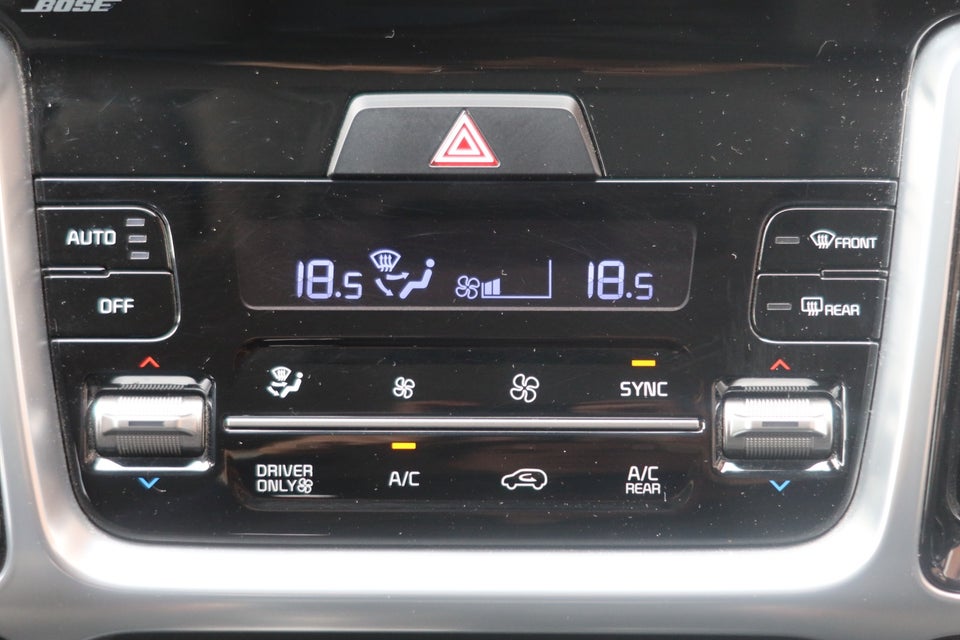 BOSE
AUTO
FRONT
18.5 18.5
OFF
REAR
SYNC
DRIVER
ONLY
A/C
A/C
REAR